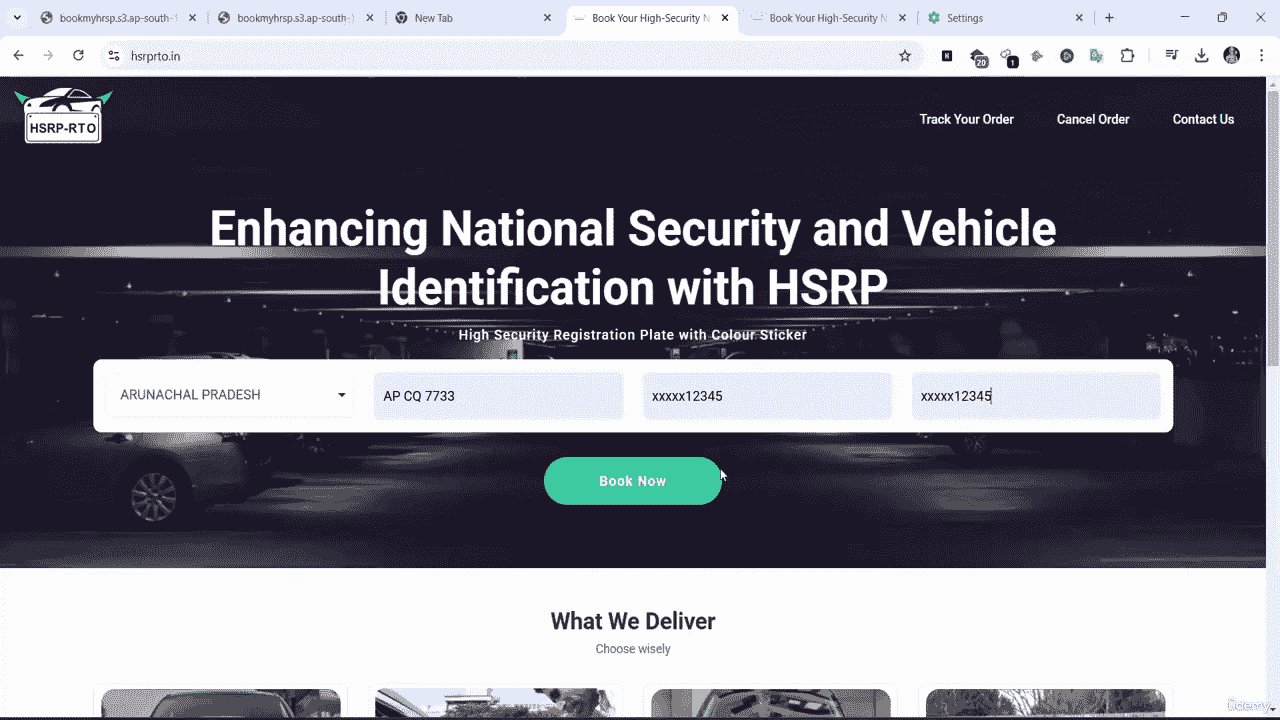 bookmyhrsp.s3.ap-south-
bookmyhrsp.s3.ap-south-
New Tab
Book Your High-Security N
Book Your High-Security N
Settings
hsrprto.in
20
1
HSRP-RTO
Track Your Order
Cancel Order
Contact Us
Enhancing National Security and Vehicle
Identification with HSRP
High Security Registration Plate with Colour Sticker
ARUNACHAL PRADESH
AP CQ 7733
xxxxx12345
xxxxx12345
Book Now
What We Deliver
Choose wisely
Udemy